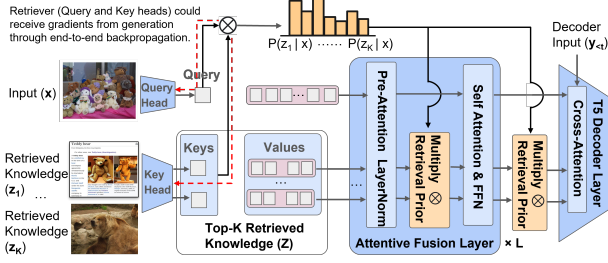 Retriever (Query and Key heads) could
receive gradients from generation
through end-to-end backpropagation.
P(z1 | x) ...... P(zK | x)
Decoder
Input (y<t)
Input (x)
Query
Head
Query
...
Pre-Attention LayerNorm
Self Attention & FFN
Multiply ⊗
Retrieval Prior
Multiply ⊗
Retrieval Prior
Cross-Attention
T5 Decoder Layer
Retrieved
Knowledge
(z1)
...
Teddy bear
Key
Head
Keys
Values
...
...
Retrieved
Knowledge
(zK)
Top-K Retrieved
Knowledge (Z)
Attentive Fusion Layer × L